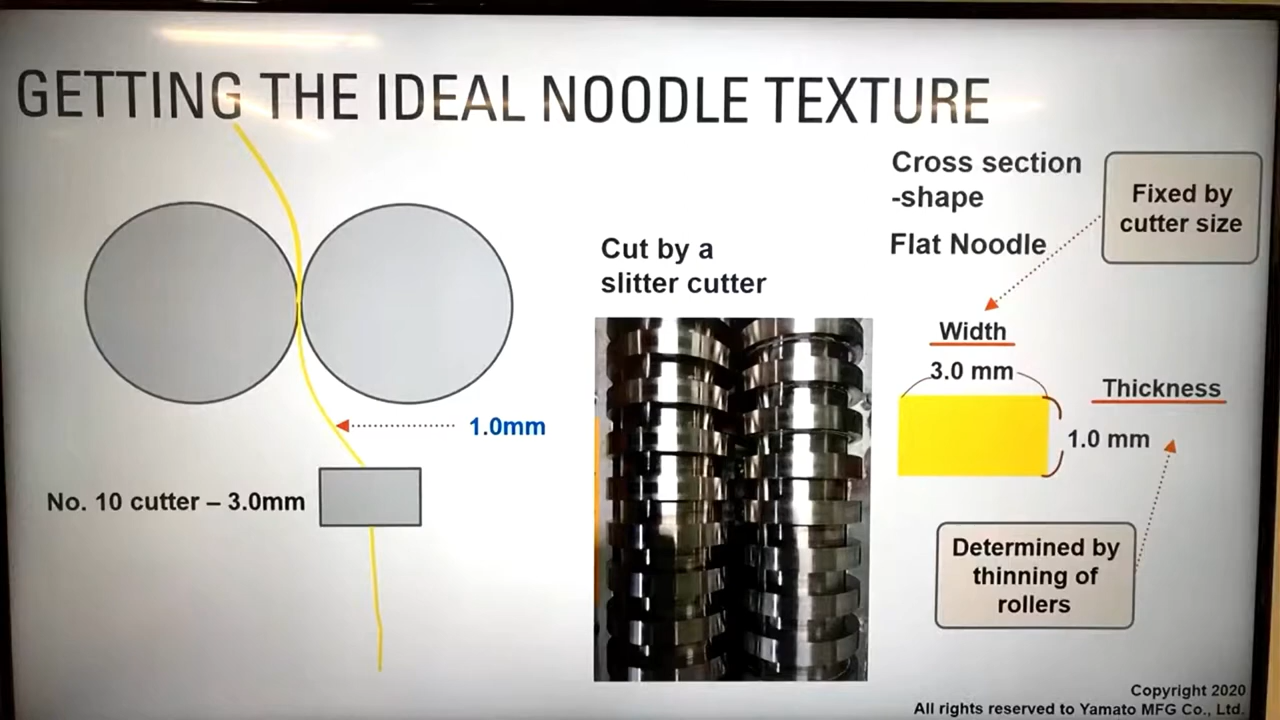 GETTING THE IDEAL NOODLE TEXTURE
Cross section
-shape
Flat Noodle
Fixed by
cutter size
Cut by a
slitter cutter
Width
3.0 mm
Thickness
1.0 mm
1.0mm
No. 10 cutter – 3.0mm
Determined by
thinning of
rollers
Copyright 2020
All rights reserved to Yamato MFG Co., Ltd.